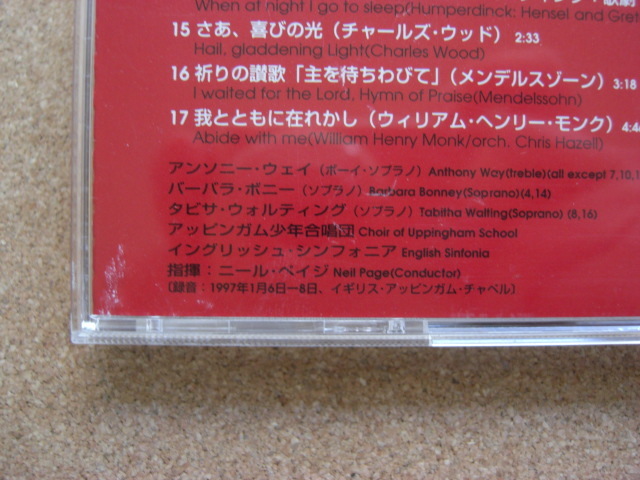 When at night I go to sleep(Humperdinck: Hensel and Gret
15 さあ、喜びの光（チャールズ・ウッド） 2:33
Hail, gladdening Light(Charles Wood)
16 祈りの讃歌「主を待ちわびて」（メンデルスゾーン） 3:18
I waited for the Lord, Hymn of Praise(Mendelssohn)
17 我とともに在れかし（ウィリアム・ヘンリー・モンク） 4:4
Abide with me(William Henry Monk/orch. Chris Hazell)
アンソニー・ウェイ（ボーイ・ソプラノ）Anthony Way(treble)(all except 7,10,1
バーバラ・ボニー（ソプラノ）Barbara Bonney(Soprano)(4,14)
タビサ・ウォルティング（ソプラノ）Tabitha Watling(Soprano) (8,16)
アッピンガム少年合唱団 Choir of Uppingham School
イングリッシュ・シンフォニア English Sinfonia
指揮：ニール・ペイジ Neil Page(Conductor)
〔録音：1997年1月6日—8日、イギリス・アッピンガム・チャペル〕